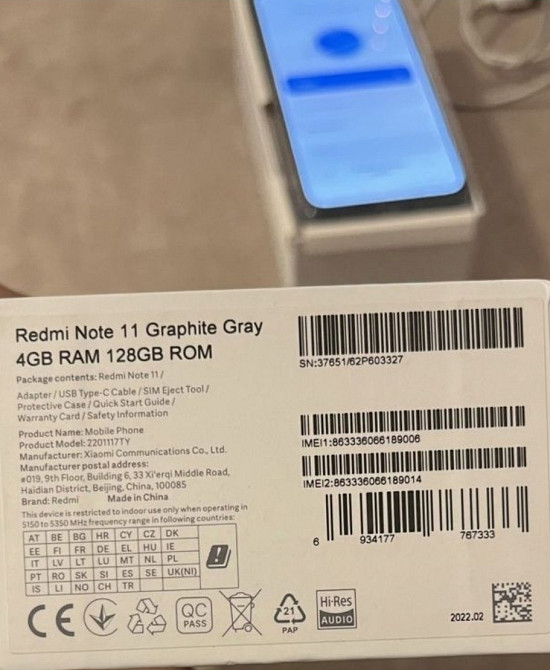 Redmi Note 11 Graphite Gray
4GB RAM 128GB ROM
Package contents: Redmi Note 11 /
Adapter / USB Type-C Cable / SIM Eject Tool /
Protective Case / Quick Start Guide /
Warranty Card / Safety Information
Product Name: Mobile Phone
Product Model: 2201117TY
Manufacturer: Xiaomi Communications Co., Ltd.
Manufacturer postal address:
#019, 9th Floor, Building 6, 33 Xi'erqi Middle Road,
Haidian District, Beijing, China, 100085
Brand: Redmi Made in China
This device is restricted to indoor use only when operating in
5150 to 5350 MHz frequency range in following countries:
AT BE BG HR CY CZ DK
EE FI FR DE EL HU IE
IT LV LT LU MT NL PL
PT RO SK SI ES SE UK(NI)
IS LI NO CH TR
SN:37651/62P603327
IMEI1:863336066189006
IMEI2:863336066189014
6 934177 767333
CE
QC
PASS
21
PAP
Hi-Res
AUDIO
2022.02